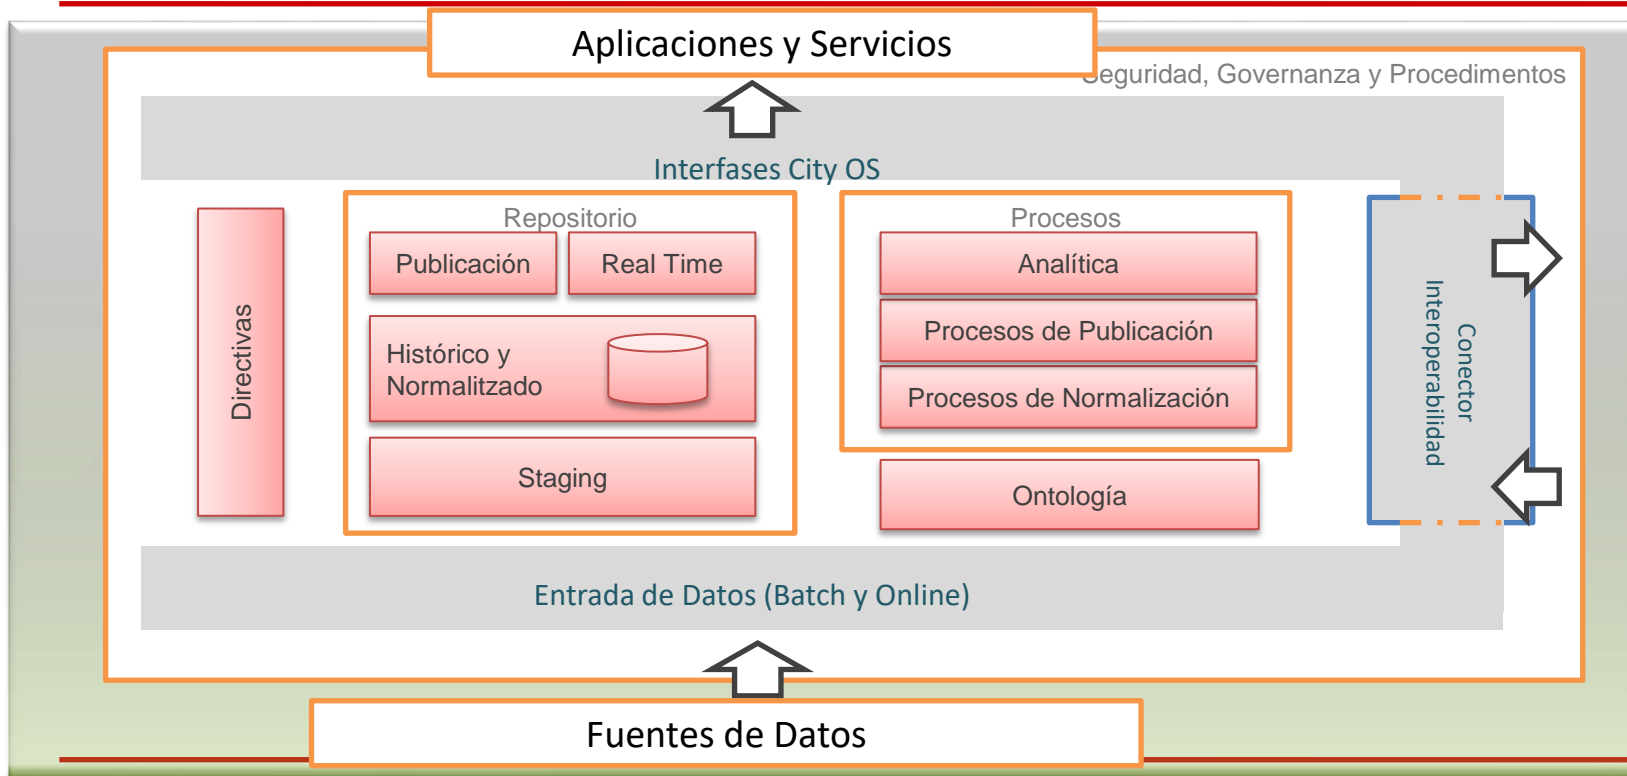 Aplicaciones y Servicios
Seguridad, Governanza y Procedimentos
Interfases City OS
Directivas
Repositorio
Publicación
Real Time
Histórico y
Normalitzado
Staging
Procesos
Analítica
Procesos de Publicación
Procesos de Normalización
Ontología
Conector
Interoperabilidad
Entrada de Datos (Batch y Online)
Fuentes de Datos